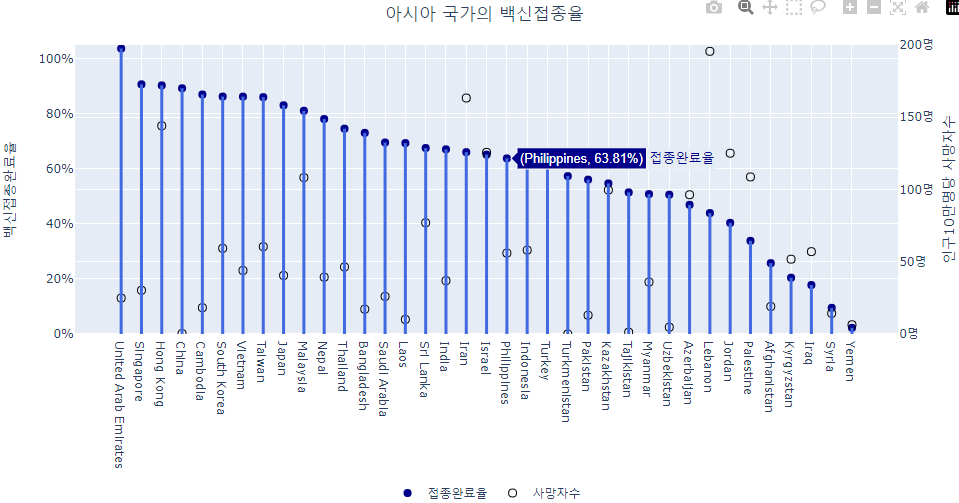 아시아 국가의 백신접종율
100%
80%
60%
40%
20%
0%
백신접종완료율
200명
150명
100명
50명
0명
인구10만명당 사망자수
(Philippines, 63.81%) 접종완료율
United Arab Emirates
Singapore
Hong Kong
China
Cambodia
South Korea
Vietnam
Taiwan
Japan
Malaysia
Nepal
Thailand
Bangladesh
Saudi Arabia
Laos
Sri Lanka
India
Iran
Israel
Philippines
Indonesia
Turkey
Turkmenistan
Pakistan
Kazakhstan
Tajikistan
Myanmar
Uzbekistan
Azerbaijan
Lebanon
Jordan
Palestine
Afghanistan
Kyrgyzstan
Iraq
Syria
Yemen
접종완료율
사망자수